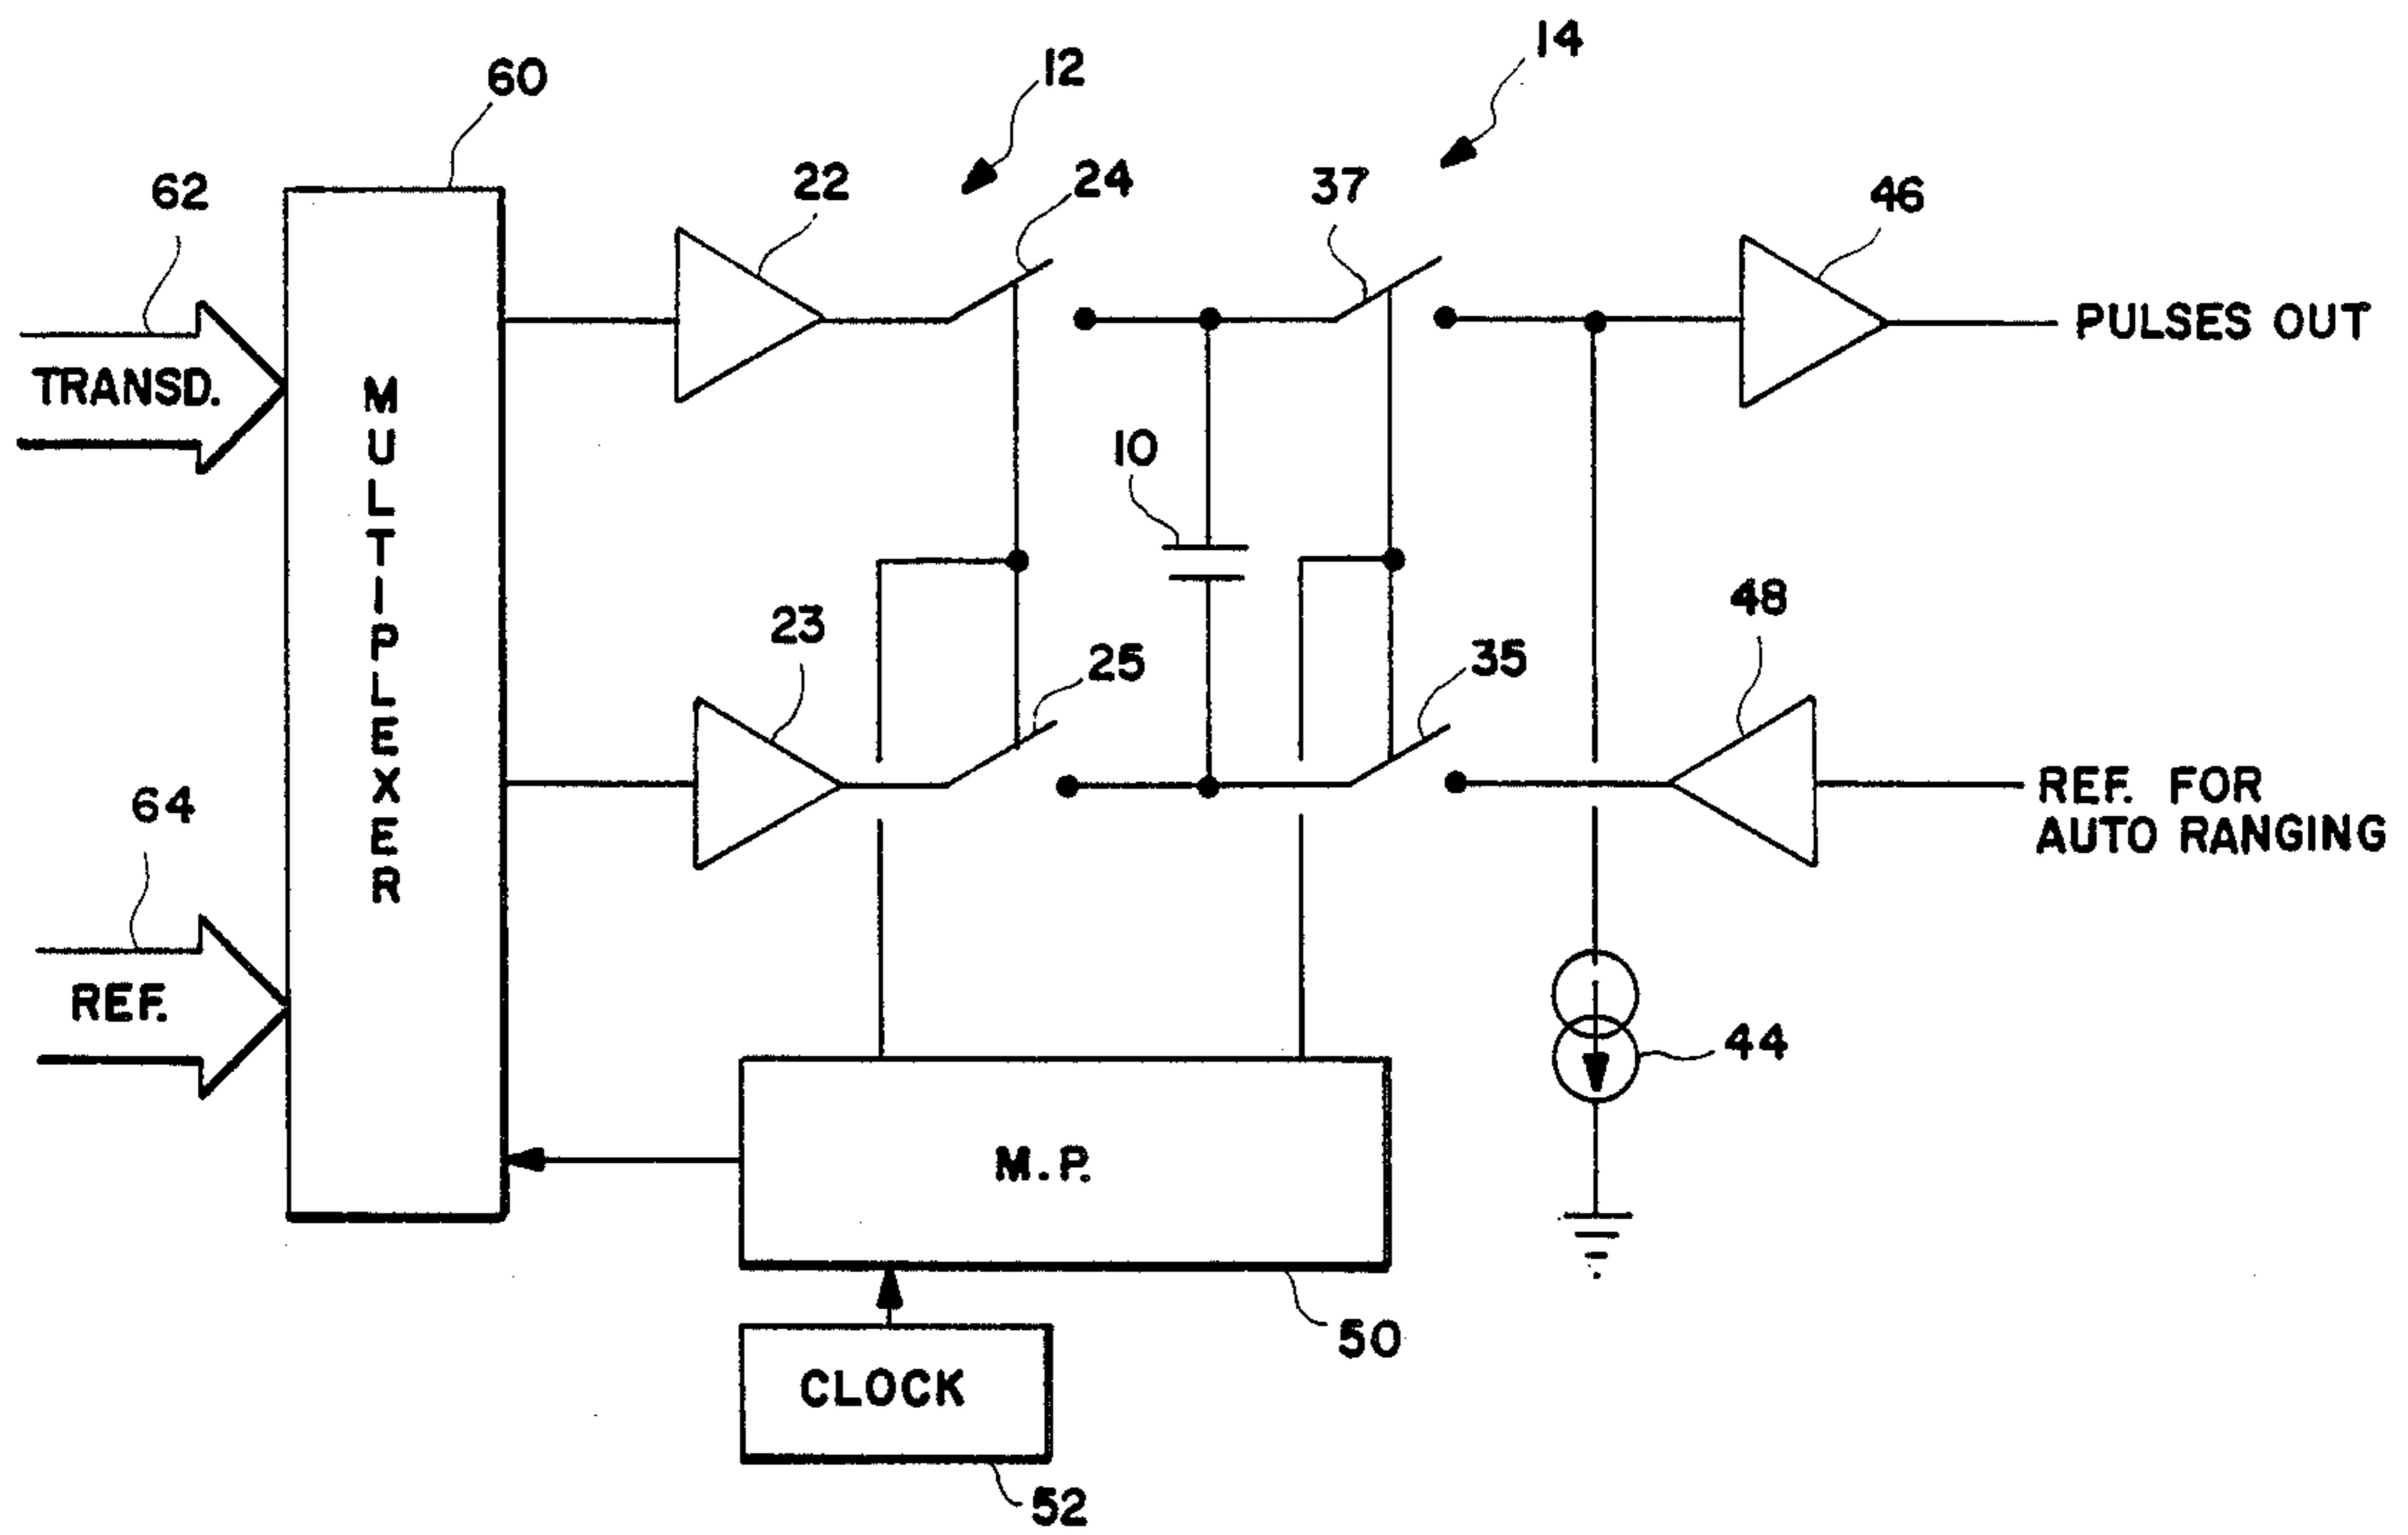 14
12
60
62
22
24
37
46
TRANSD.
PULSES OUT
MULTIPLEXER
10
23
25
35
48
64
REF. FOR
AUTO RANGING
REF.
44
M.P.
50
CLOCK
52